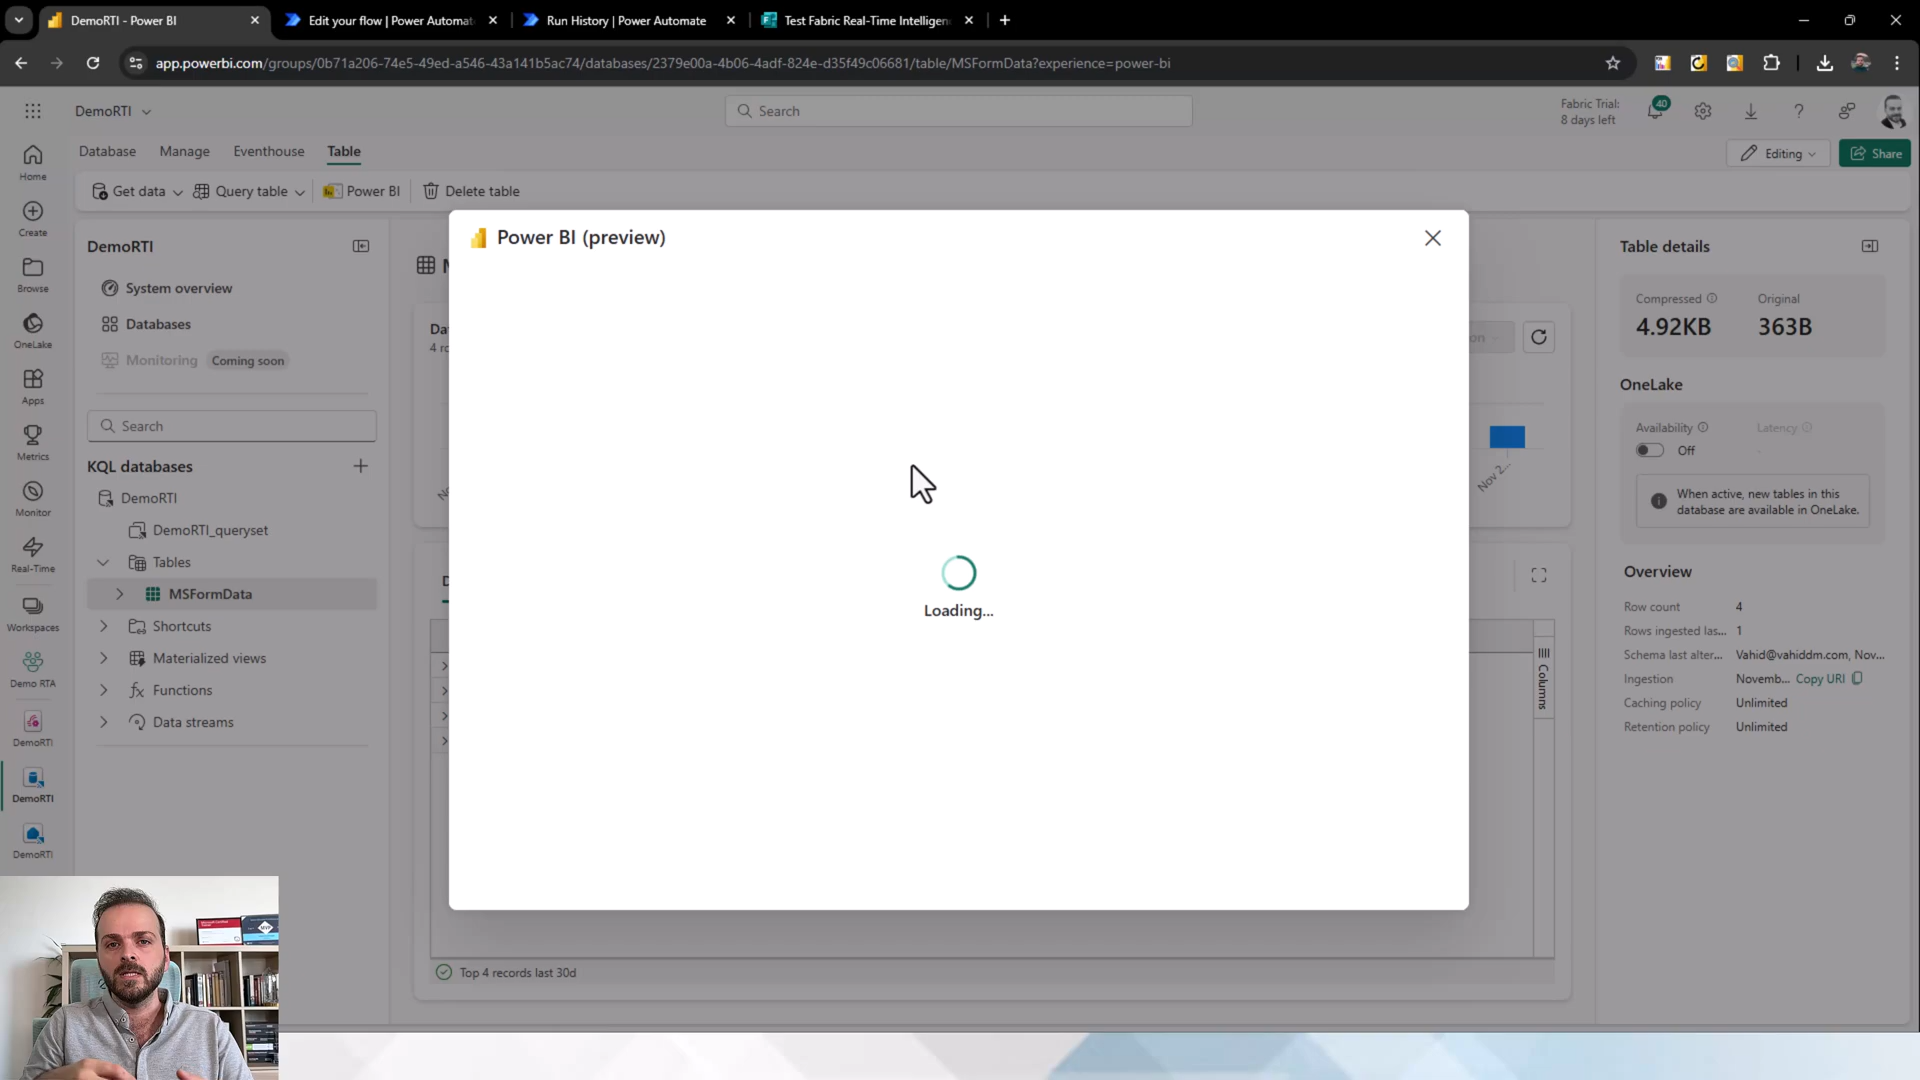 DemoRTI - Power BI
Edit your flow | Power Automat
Run History | Power Automate
Test Fabric Real-Time Intelligen
app.powerbi.com/groups/0b71a206-74e5-49ed-a546-43a141b5ac74/databases/2379e00a-4b06-4adf-824e-d35f49c06681/table/MSFormData?experience=power-bi
DemoRTI
Search
Fabric Trial:
8 days left
40
Home
Create
Browse
OneLake
Apps
Metrics
Monitor
Real-Time
Workspaces
Demo RTA
DemoRTI
DemoRTI
DemoRTI
Database
Manage
Eventhouse
Table
Editing
Share
Get data
Query table
Power BI
Delete table
DemoRTI
System overview
Databases
Monitoring
Coming soon
Search
KQL databases
DemoRTI
DemoRTI_queryset
Tables
MSFormData
Shortcuts
Materialized views
Functions
Data streams
Power BI (preview)
Loading...
Nov 2...
Columns
Top 4 records last 30d
Table details
Compressed
Original
4.92KB
363B
OneLake
Availability
Latency
Off
When active, new tables in this
database are available in OneLake.
Overview
Row count 4
Rows ingested las... 1
Schema last alter... Vahid@vahiddm.com, Nov...
Ingestion Novemb... Copy URI
Caching policy Unlimited
Retention policy Unlimited